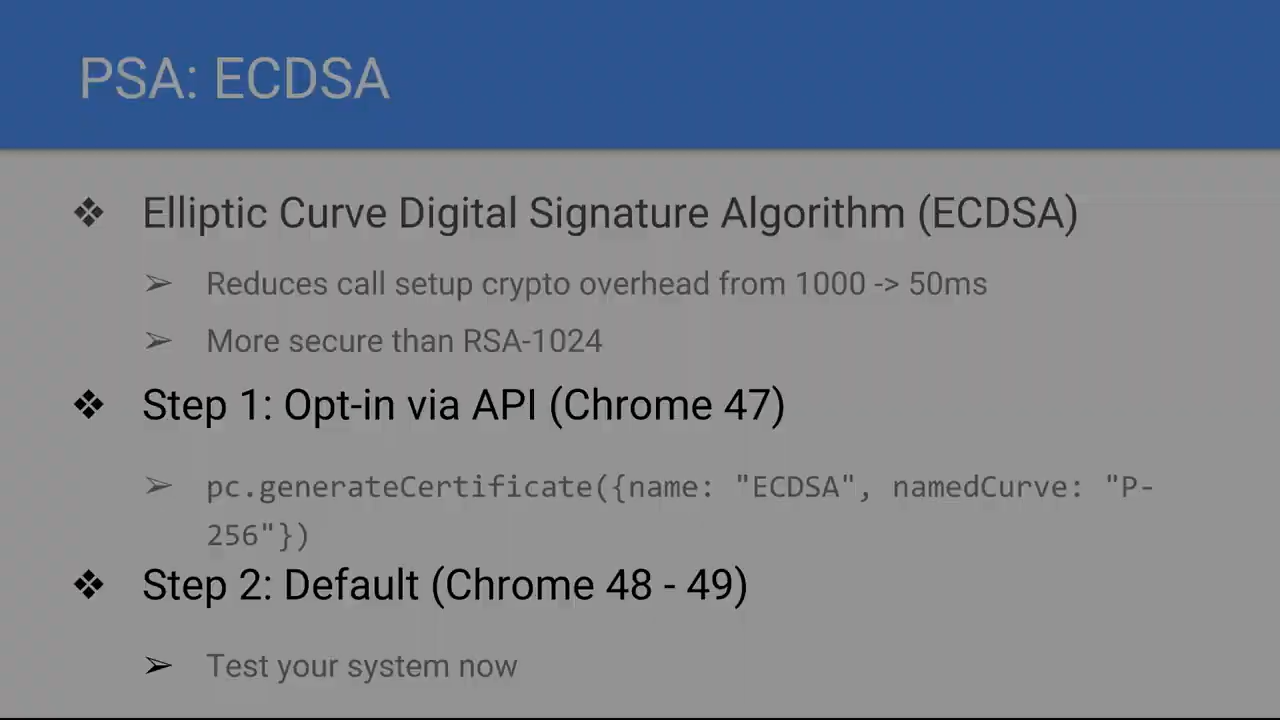 PSA: ECDSA
❖ Elliptic Curve Digital Signature Algorithm (ECDSA)
➢ Reduces call setup crypto overhead from 1000 -> 50ms
➢ More secure than RSA-1024
❖ Step 1: Opt-in via API (Chrome 47)
➢ pc.generateCertificate({name: "ECDSA", namedCurve: "P-
256"})
❖ Step 2: Default (Chrome 48 - 49)
➢ Test your system now